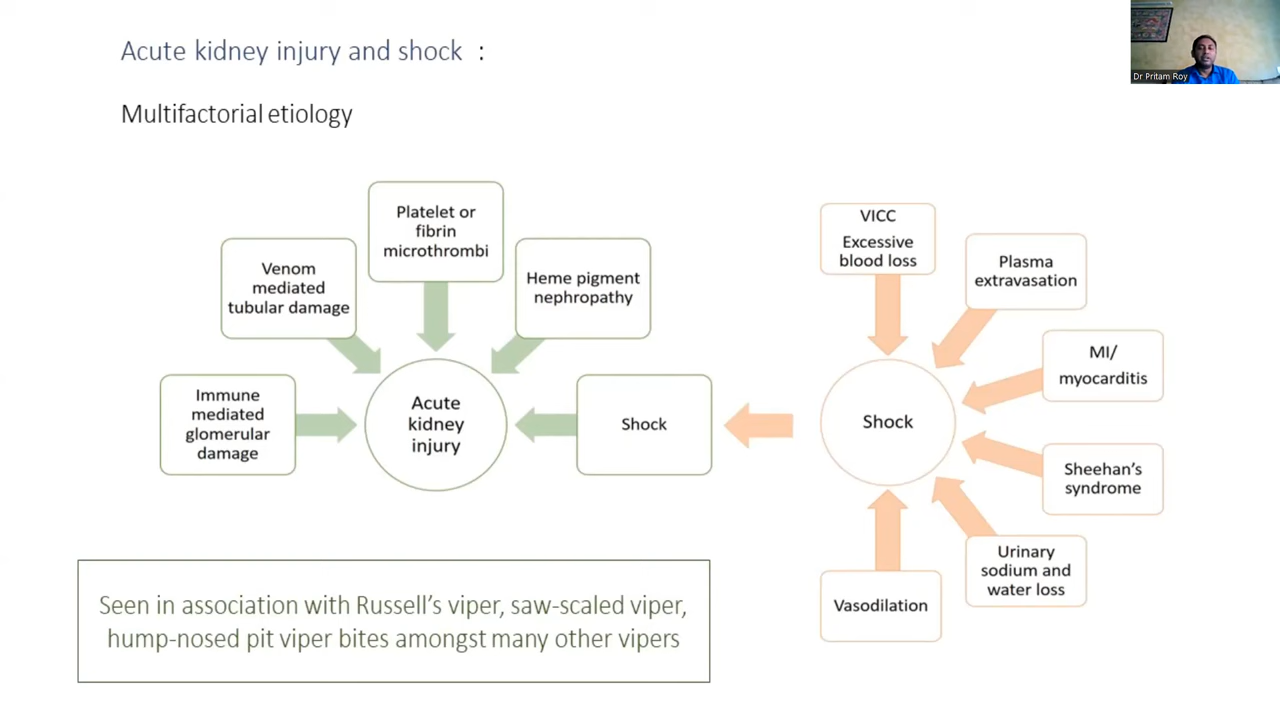 Acute kidney injury and shock :
Dr Pritam Roy
Multifactorial etiology
Platelet or
fibrin
microthrombi
Venom
mediated
tubular damage
Heme pigment
nephropathy
Immune
mediated
glomerular
damage
Acute
kidney
injury
Shock
VICC
Excessive
blood loss
Plasma
extravasation
MI/
myocarditis
Shock
Sheehan's
syndrome
Urinary
sodium and
water loss
Vasodilation
Seen in association with Russell's viper, saw-scaled viper,
hump-nosed pit viper bites amongst many other vipers